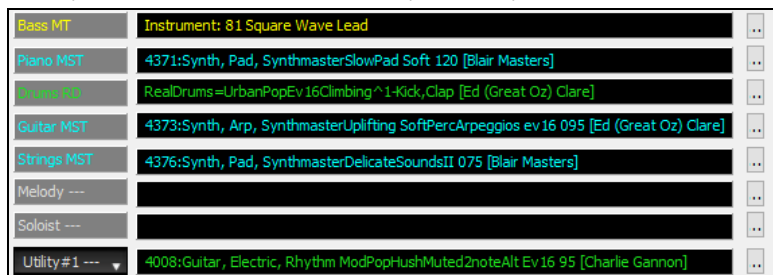 Bass MT Instrument: 81 Square Wave Lead ..
Piano MST 4371:Synth, Pad, SynthmasterSlowPad Soft 120 [Blair Masters] ..
Drums RD RealDrums=UrbanPopEv16Climbing^1-Kick,Clap [Ed (Great Oz) Clare] ..
Guitar MST 4373:Synth, Arp, SynthmasterUplifting SoftPercArpeggios ev16 095 [Ed (Great Oz) Clare] ..
Strings MST 4376:Synth, Pad, SynthmasterDelicateSoundsII 075 [Blair Masters] ..
Melody --- ..
Soloist --- ..
Utility#1 --- 4008:Guitar, Electric, Rhythm ModPopHushMuted2noteAlt Ev16 95 [Charlie Gannon] ..